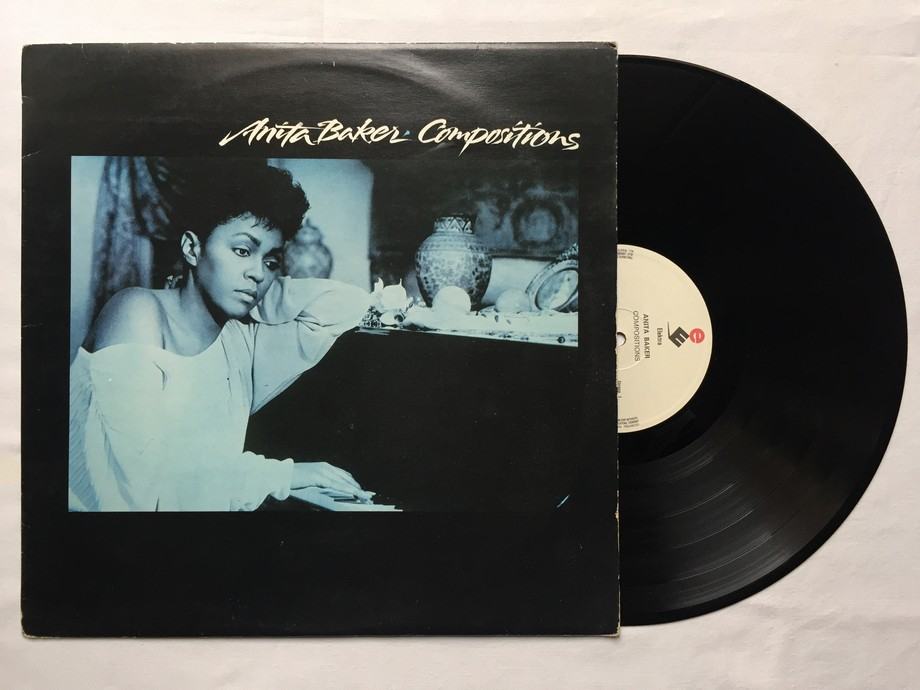 Anita Baker · Compositions
Elektra
ANITA BAKER
COMPOSITIONS